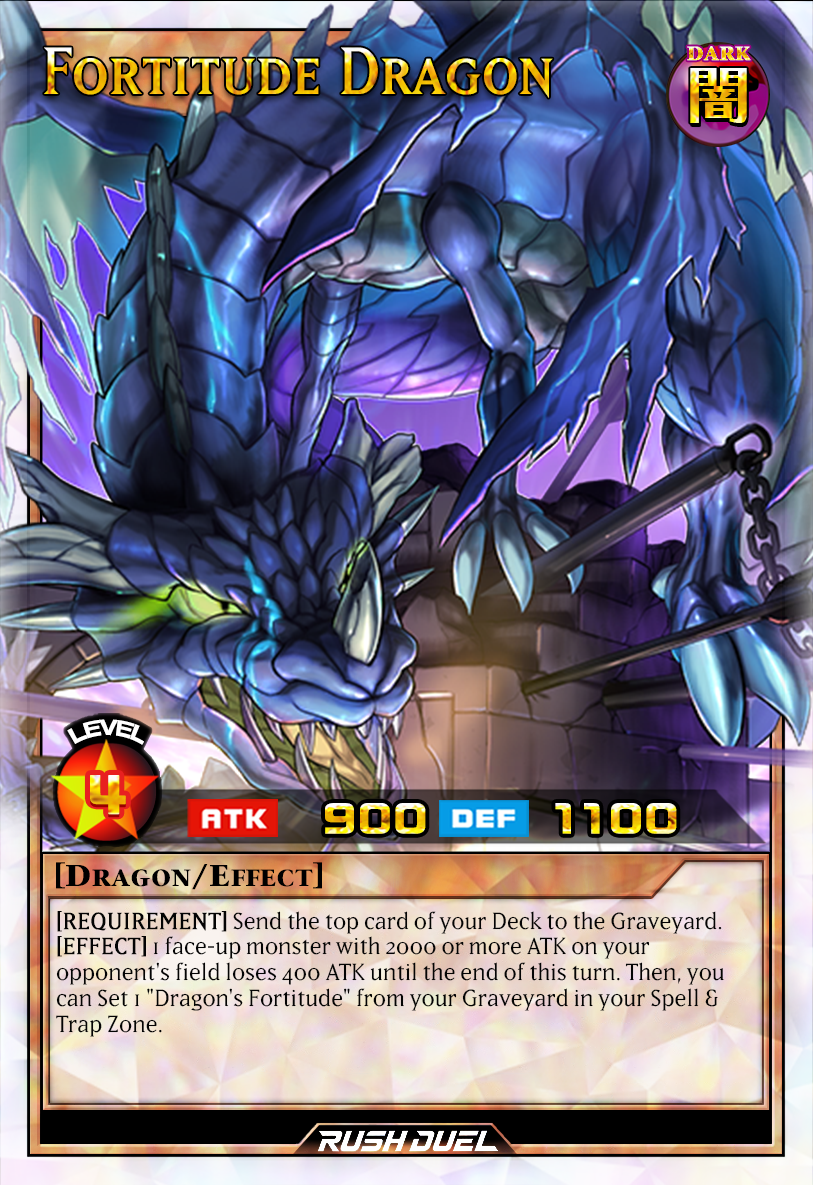 Fortitude Dragon
DARK
闇
LEVEL
4
ATK 900 DEF 1100
[Dragon/Effect]
[REQUIREMENT] Send the top card of your Deck to the Graveyard.
[EFFECT] 1 face-up monster with 2000 or more ATK on your
opponent's field loses 400 ATK until the end of this turn. Then, you
can Set 1 "Dragon's Fortitude" from your Graveyard in your Spell &
Trap Zone.
RUSH DUEL